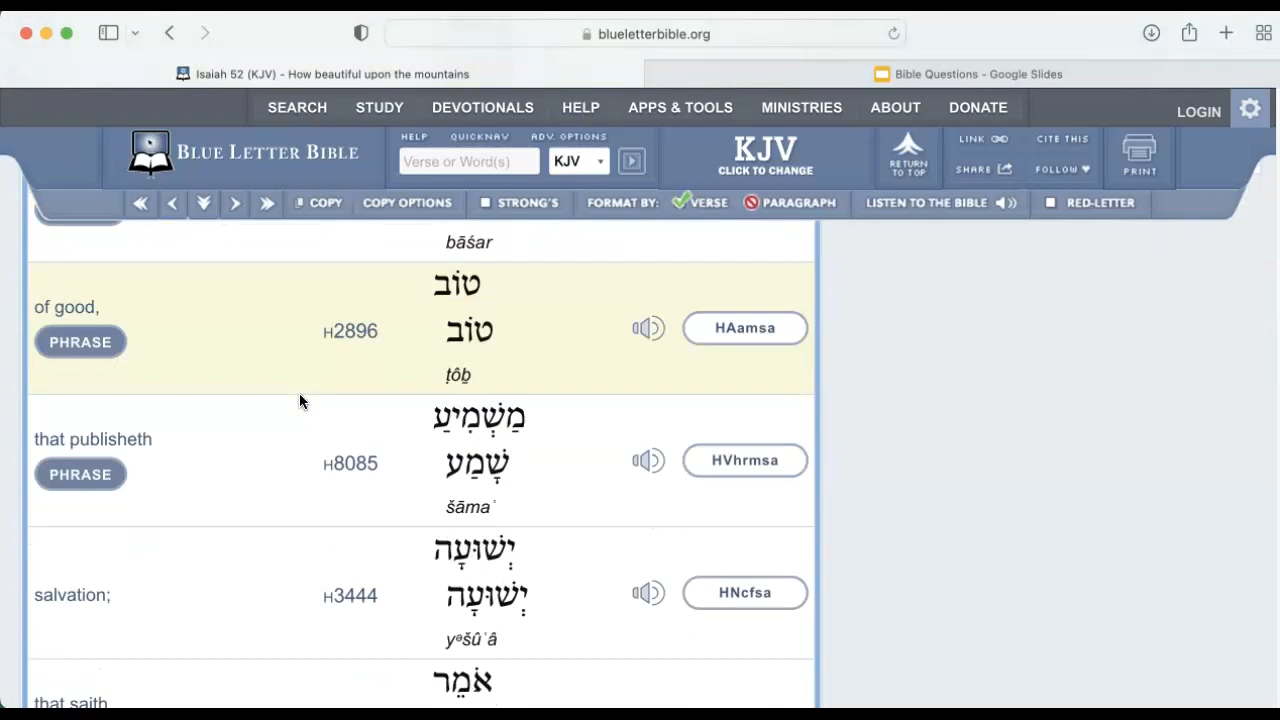 blueletterbible.org
Isaiah 52 (KJV) - How beautiful upon the mountains
Bible Questions - Google Slides
SEARCH STUDY DEVOTIONALS HELP APPS & TOOLS MINISTRIES ABOUT DONATE LOGIN
BLUE LETTER BIBLE
HELP QUICKNAV ADV. OPTIONS
Verse or Word(s) KJV
KJV
CLICK TO CHANGE
RETURN
TO TOP
LINK CITE THIS
SHARE FOLLOW
PRINT
COPY COPY OPTIONS STRONG'S FORMAT BY: VERSE PARAGRAPH LISTEN TO THE BIBLE RED-LETTER
bāśar
of good,
PHRASE
H2896
טוֹב
טוֹב
ṭôḇ
HAamsa
that publisheth
PHRASE
H8085
מַשְׁמִיעַ
שָׁמַע
šāmaʿ
HVhrmsa
salvation;
H3444
יְשׁוּעָה
יְשׁוּעָה
yᵊšûʿâ
HNcfsa
that saith
אֹמֵר